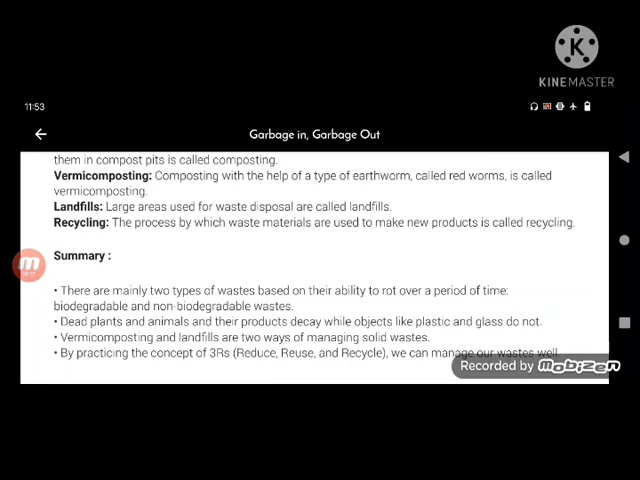 K
KINEMASTER
11:53
Garbage in, Garbage Out
them in compost pits is called composting.
Vermicomposting: Composting with the help of a type of earthworm, called red worms, is called
vermicomposting.
Landfills: Large areas used for waste disposal are called landfills.
Recycling: The process by which waste materials are used to make new products is called recycling.
Summary :
• There are mainly two types of wastes based on their ability to rot over a period of time:
biodegradable and non-biodegradable wastes.
• Dead plants and animals and their products decay while objects like plastic and glass do not.
• Vermicomposting and landfills are two ways of managing solid wastes.
• By practicing the concept of 3Rs (Reduce, Reuse, and Recycle), we can manage our wastes well
Recorded by mobizen